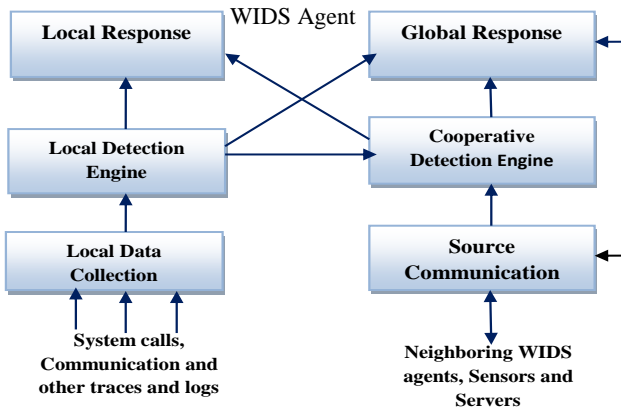 WIDS Agent
Local Response
Global Response
Local Detection
Engine
Cooperative
Detection Engine
Local Data
Collection
Source
Communication
System calls,
Communication and
other traces and logs
Neighboring WIDS
agents, Sensors and
Servers